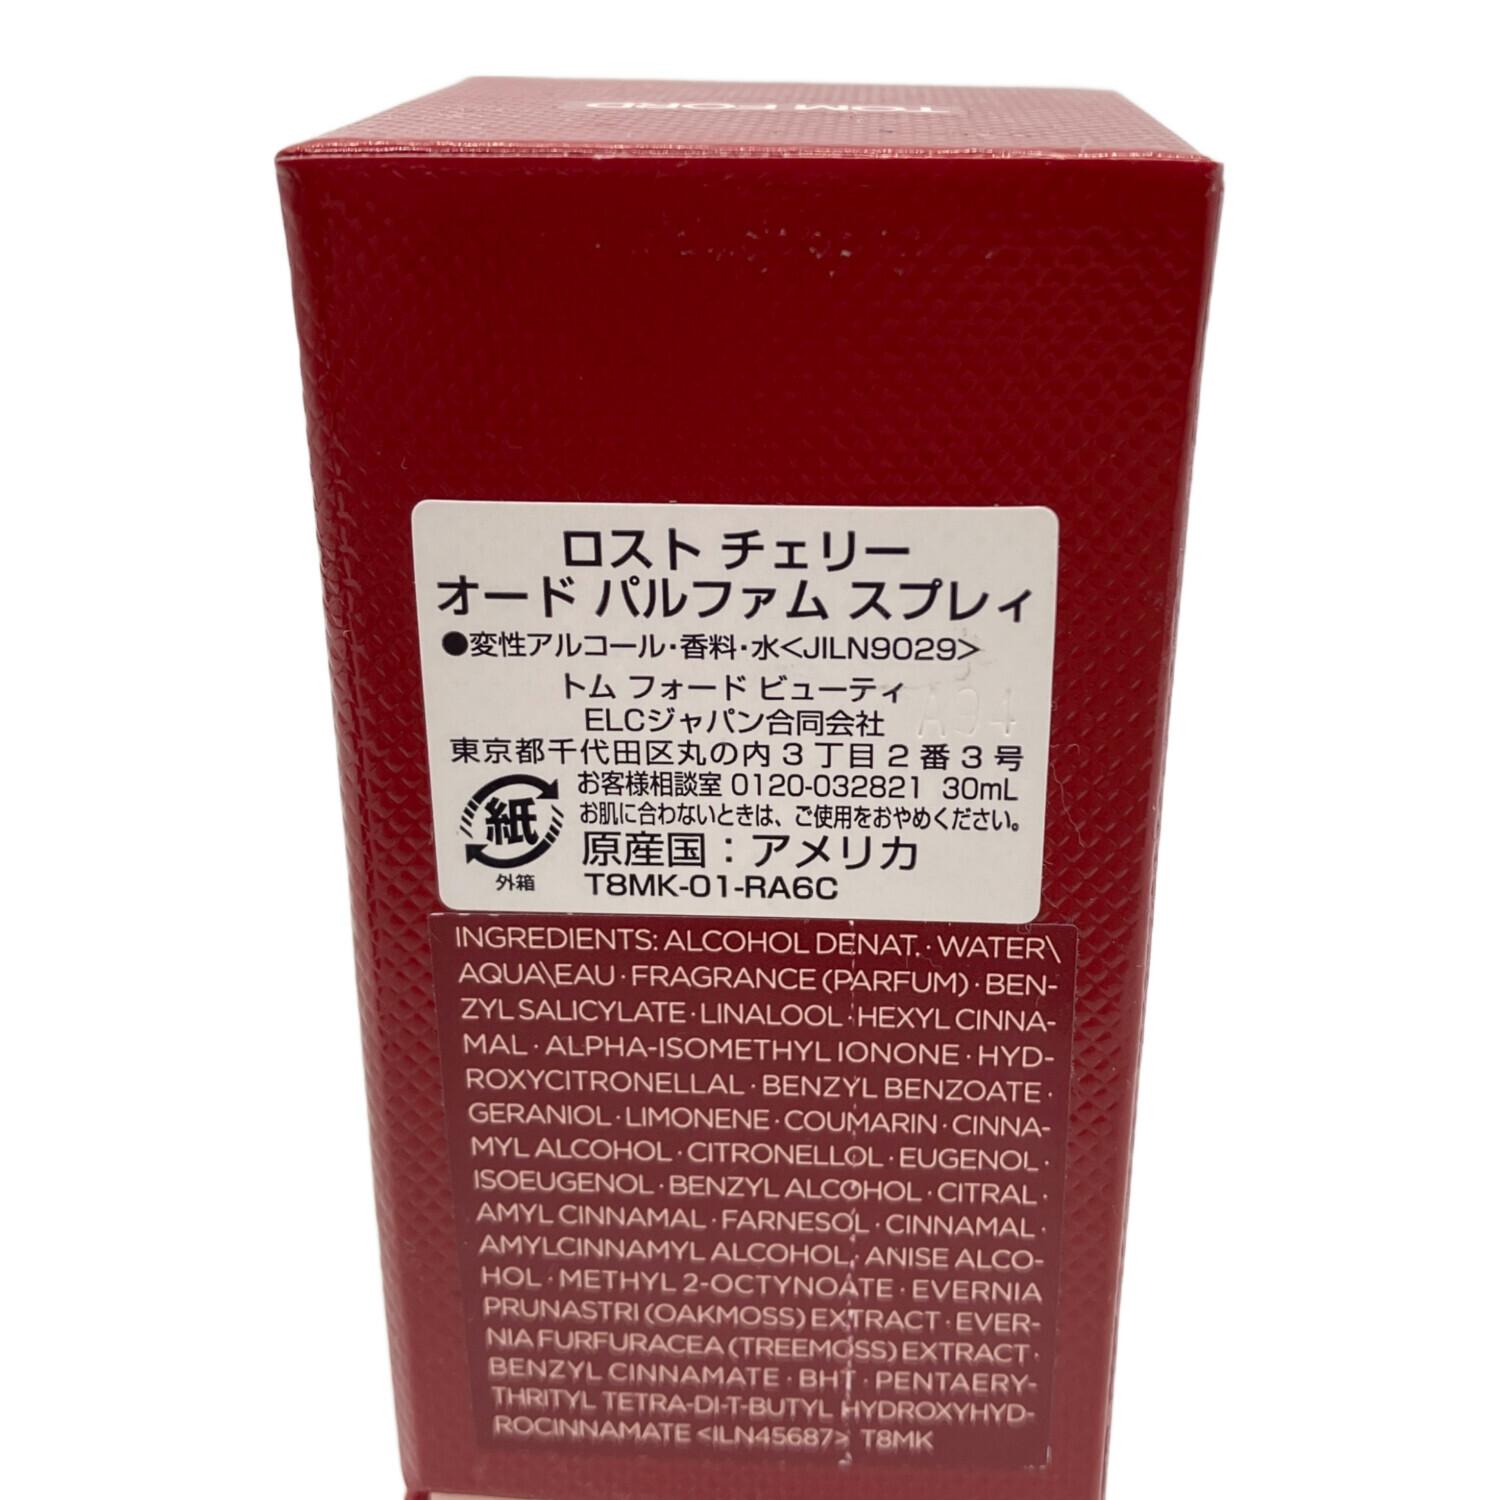 TOM FORD
ロスト チェリー
オード パルファム スプレィ
●変性アルコール・香料・水<JILN9029>
トム フォード ビューティ
ELCジャパン合同会社
A94
東京都千代田区丸の内3丁目2番3号
お客様相談室 0120-032821 30mL
お肌に合わないときは、ご使用をおやめください。
紙
原産国：アメリカ
外箱
T8MK-01-RA6C
INGREDIENTS: ALCOHOL DENAT. · WATER\
AQUA\EAU · FRAGRANCE (PARFUM) · BEN-
ZYL SALICYLATE · LINALOOL · HEXYL CINNA-
MAL · ALPHA-ISOMETHYL IONONE · HYD-
ROXYCITRONELLAL · BENZYL BENZOATE ·
GERANIOL · LIMONENE · COUMARIN · CINNA-
MYL ALCOHOL · CITRONELLOL · EUGENOL ·
ISOEUGENOL · BENZYL ALCOHOL · CITRAL ·
AMYL CINNAMAL · FARNESOL · CINNAMAL ·
AMYLCINNAMYL ALCOHOL · ANISE ALCO-
HOL · METHYL 2-OCTYNOATE · EVERNIA
PRUNASTRI (OAKMOSS) EXTRACT · EVER-
NIA FURFURACEA (TREEMOSS) EXTRACT ·
BENZYL CINNAMATE · BHT · PENTAERY-
THRITYL TETRA-DI-T-BUTYL HYDROXYHYD-
ROCINNAMATE <ILN45687> T8MK